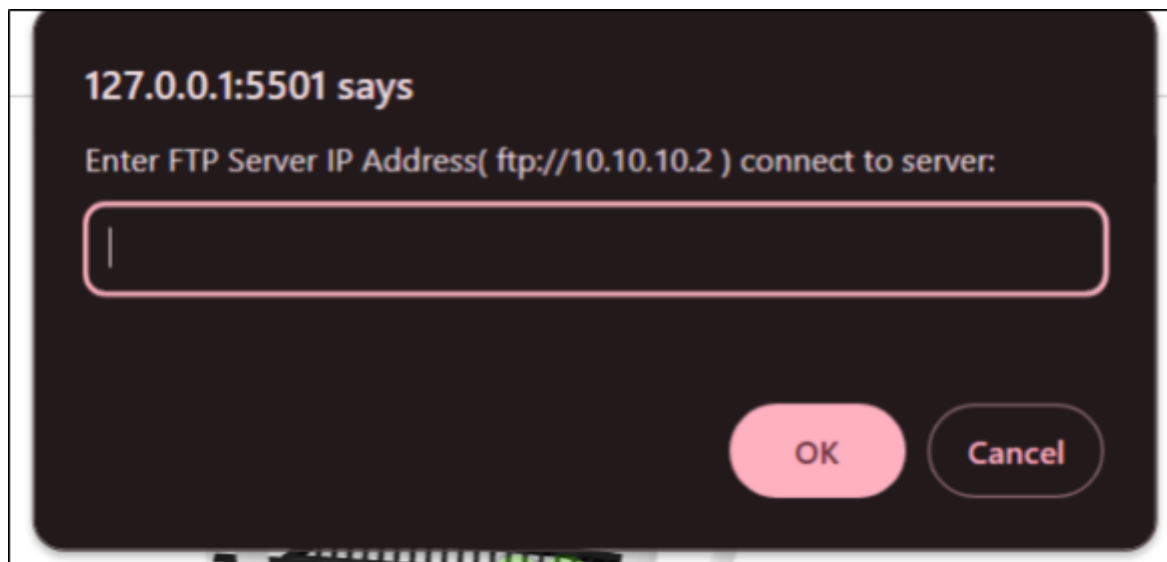 127.0.0.1:5501 says
Enter FTP Server IP Address( ftp://10.10.10.2 ) connect to server:
OK Cancel